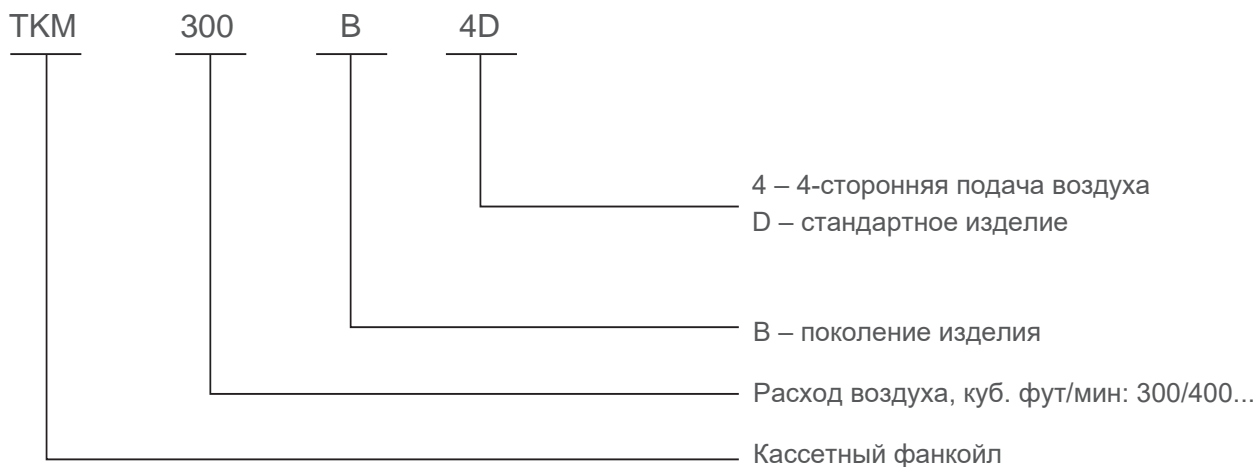 TKM 300 B 4D
4 – 4-сторонняя подача воздуха
D – стандартное изделие
B – поколение изделия
Расход воздуха, куб. фут/мин: 300/400...
Кассетный фанкойл